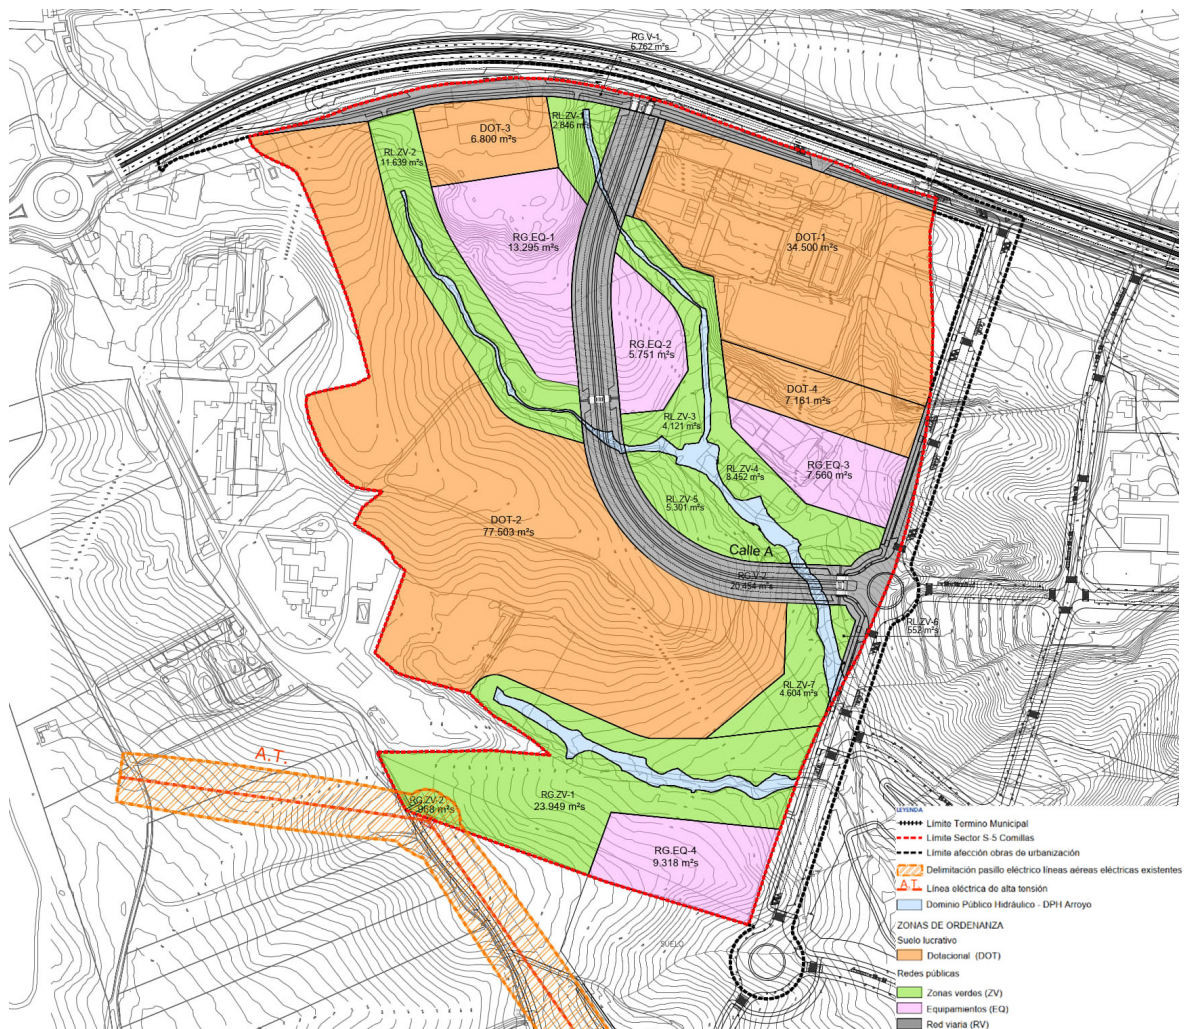 RG.V-1
6.762 m²s
DOT-3
6.800 m²s
RL.ZV-1
2.846 m²s
RL.ZV-2
11.639 m²s
RG.EQ-1
13.295 m²s
DOT-1
34.500 m²s
RG.EQ-2
5.751 m²s
DOT-4
7.161 m²s
RL.ZV-3
4.121 m²s
RL.ZV-4
8.452 m²s
RG.EQ-3
7.560 m²s
RL.ZV-5
5.301 m²s
DOT-2
77.503 m²s
Calle A
RG.V-2
20.454 m²s
RL.ZV-6
552 m²s
RL.ZV-7
4.604 m²s
A.T.
RG.ZV-2
RG.ZV-1
23.949 m²s
RG.EQ-4
9.318 m²s
SUELO
LEYENDA
Límite Termino Municipal
Límite Sector S-5 Comillas
Límite afección obras de urbanización
Delimitación pasillo eléctrico líneas aéreas eléctricas existentes
A.T. Línea eléctrica de alta tensión
Dominio Público Hidráulico - DPH Arroyo
ZONAS DE ORDENANZA
Suelo lucrativo
Dotacional (DOT)
Redes públicas
Zonas verdes (ZV)
Equipamientos (EQ)
Red viaria (RV)